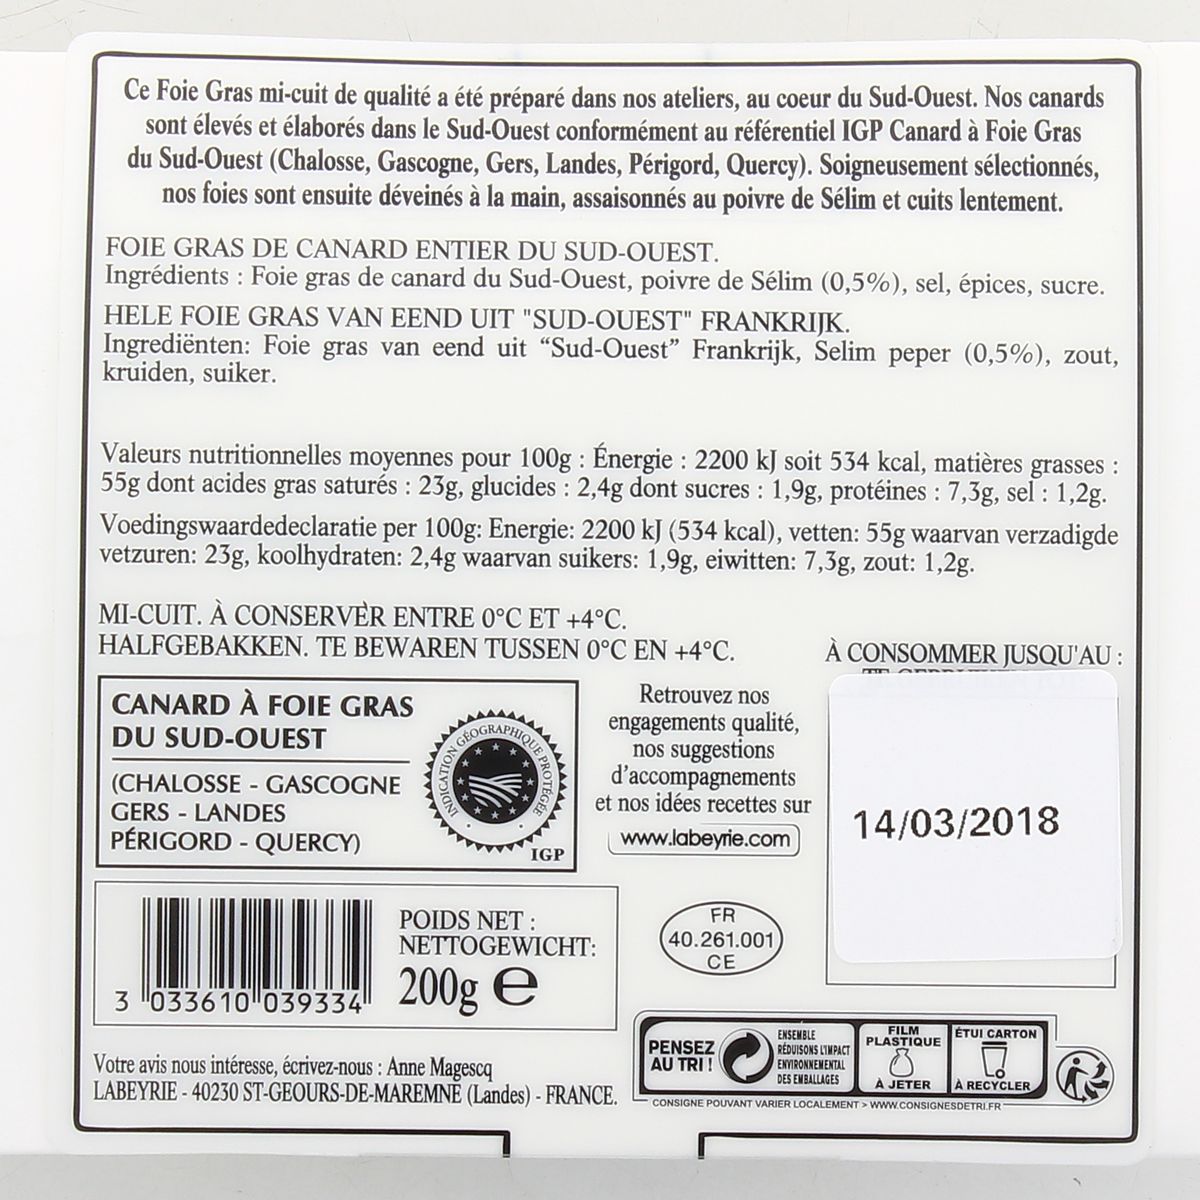 Ce Foie Gras mi-cuit de qualité a été préparé dans nos ateliers, au coeur du Sud-Ouest. Nos canards
sont élevés et élaborés dans le Sud-Ouest conformément au référentiel IGP Canard à Foie Gras
du Sud-Ouest (Chalosse, Gascogne, Gers, Landes, Périgord, Quercy). Soigneusement sélectionnés,
nos foies sont ensuite déveinés à la main, assaisonnés au poivre de Sélim et cuits lentement.
FOIE GRAS DE CANARD ENTIER DU SUD-OUEST.
Ingrédients : Foie gras de canard du Sud-Ouest, poivre de Sélim (0,5%), sel, épices, sucre.
HELE FOIE GRAS VAN EEND UIT "SUD-OUEST" FRANKRIJK.
Ingrediënten: Foie gras van eend uit “Sud-Ouest” Frankrijk, Selim peper (0,5%), zout,
kruiden, suiker.
Valeurs nutritionnelles moyennes pour 100g : Énergie : 2200 kJ soit 534 kcal, matières grasses :
55g dont acides gras saturés : 23g, glucides : 2,4g dont sucres : 1,9g, protéines : 7,3g, sel : 1,2g.
Voedingswaardedeclaratie per 100g: Energie: 2200 kJ (534 kcal), vetten: 55g waarvan verzadigde
vetzuren: 23g, koolhydraten: 2,4g waarvan suikers: 1,9g, eiwitten: 7,3g, zout: 1,2g.
MI-CUIT. À CONSERVER ENTRE 0°C ET +4°C.
HALFGEBAKKEN. TE BEWAREN TUSSEN 0°C EN +4°C.
À CONSOMMER JUSQU'AU :
14/03/2018
CANARD À FOIE GRAS
DU SUD-OUEST
(CHALOSSE - GASCOGNE
GERS - LANDES
PÉRIGORD - QUERCY)
INDICATION GÉOGRAPHIQUE PROTÉGÉE
IGP
Retrouvez nos
engagements qualité,
nos suggestions
d’accompagnements
et nos idées recettes sur
www.labeyrie.com
3 033610 039334
POIDS NET :
NETTOGEWICHT:
200g e
FR
40.261.001
CE
Votre avis nous intéresse, écrivez-nous : Anne Magescq
LABEYRIE - 40230 ST-GEOURS-DE-MAREMNE (Landes) - FRANCE.
PENSEZ
AU TRI !
ENSEMBLE
RÉDUISONS L'IMPACT
ENVIRONNEMENTAL
DES EMBALLAGES
FILM
PLASTIQUE
À JETER
ÉTUI CARTON
À RECYCLER
CONSIGNE POUVANT VARIER LOCALEMENT > WWW.CONSIGNESDETRI.FR